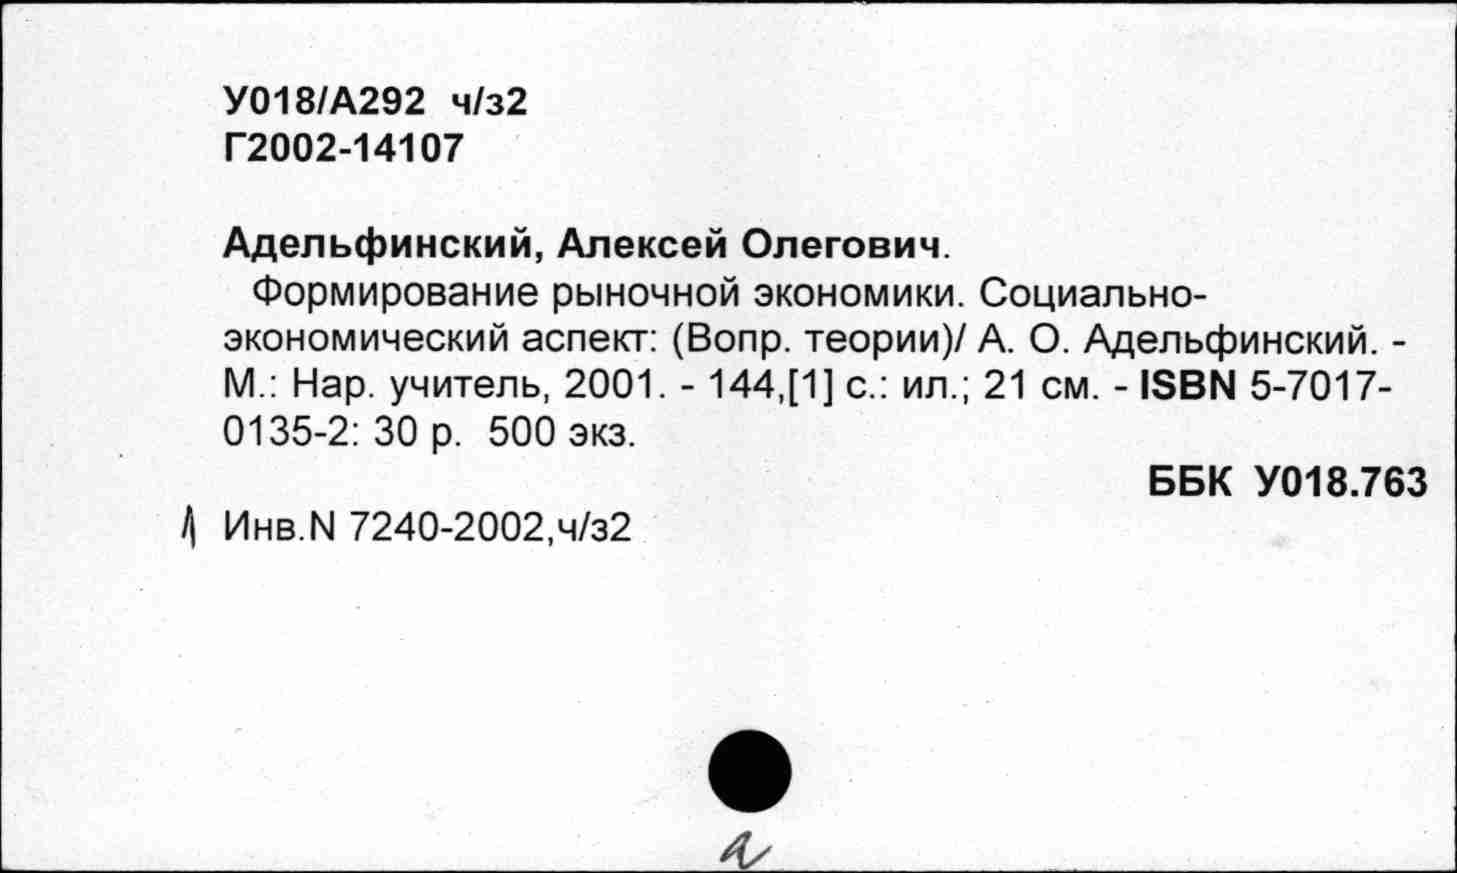 У018/А292 ч/з2
Г2002-14107
Адельфинский, Алексей Олегович.
Формирование рыночной экономики. Социально-
экономический аспект: (Вопр. теории)/ А. О. Адельфинский. -
М.: Нар. учитель, 2001. - 144,[1] с.: ил.; 21 см. - ISBN 5-7017-
0135-2: 30 р. 500 экз.
ББК У018.763
Инв.N 7240-2002,ч/з2